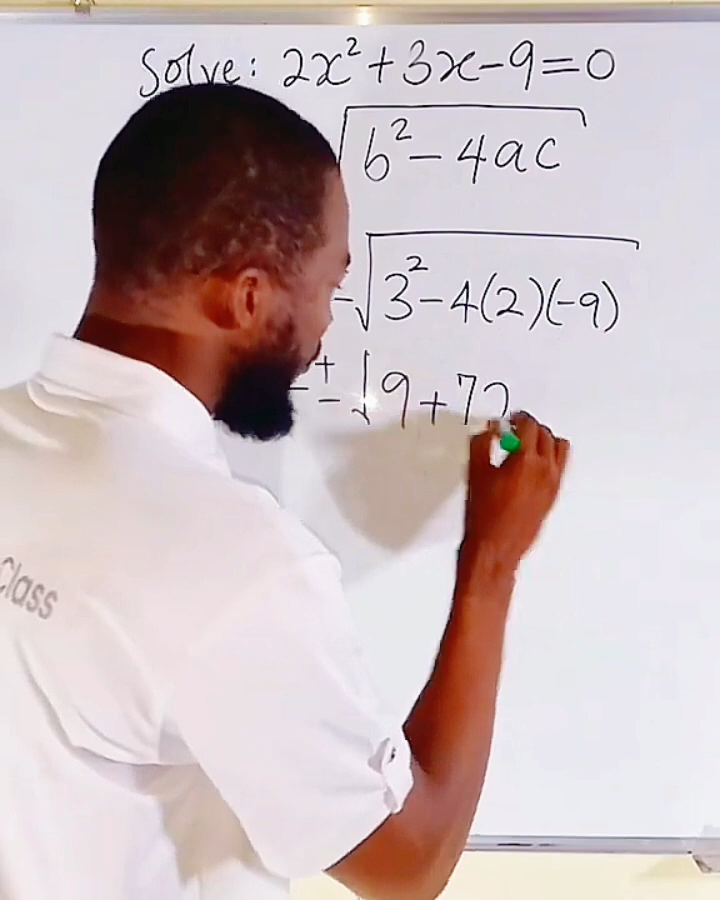 Solve: 2x²+3x-9=0
√b²-4ac
-√3²-4(2)(-9)
-±√9+72
Class